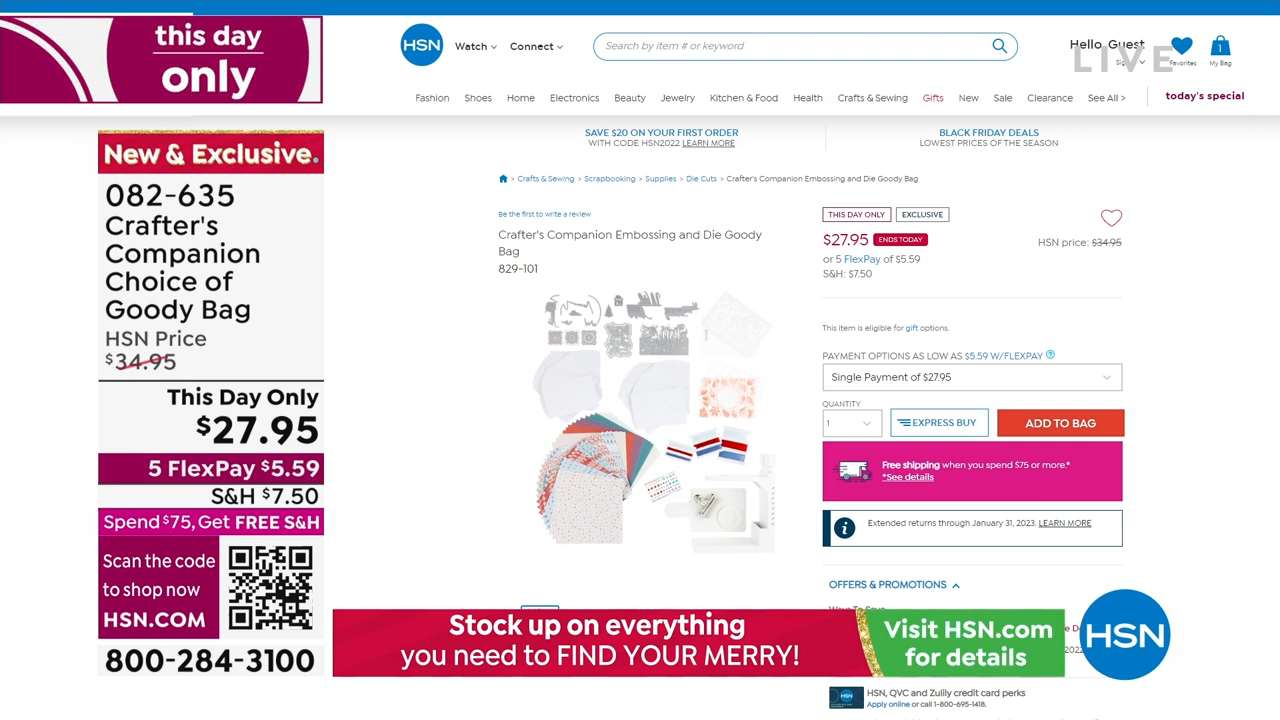 this day
only
New & Exclusive.
082-635
Crafter's
Companion
Choice of
Goody Bag
HSN Price
$34.95
This Day Only
$27.95
5 FlexPay $5.59
S&H $7.50
Spend $75, Get FREE S&H
Scan the code
to shop now
HSN.COM
800-284-3100
HSN
Watch
Connect
Search by item # or keyword
Hello, Guest
LIVE
Favorites
1
My Bag
Fashion Shoes Home Electronics Beauty Jewelry Kitchen & Food Health Crafts & Sewing Gifts New Sale Clearance See All > today's special
SAVE $20 ON YOUR FIRST ORDER
WITH CODE HSN2022 LEARN MORE
BLACK FRIDAY DEALS
LOWEST PRICES OF THE SEASON
> Crafts & Sewing > Scrapbooking > Supplies > Die Cuts > Crafter's Companion Embossing and Die Goody Bag
Be the first to write a review
Crafter's Companion Embossing and Die Goody
Bag
829-101
THIS DAY ONLY EXCLUSIVE
$27.95 ENDS TODAY
HSN price: $34.95
or 5 FlexPay of $5.59
S&H: $7.50
This item is eligible for gift options.
PAYMENT OPTIONS AS LOW AS $5.59 W/FLEXPAY ?
Single Payment of $27.95
QUANTITY
1
EXPRESS BUY
ADD TO BAG
Free shipping when you spend $75 or more.*
*See details
i
Extended returns through January 31, 2023. LEARN MORE
OFFERS & PROMOTIONS
Stock up on everything
you need to FIND YOUR MERRY!
Visit HSN.com
for details
HSN
HSN, QVC and Zulily credit card perks
Apply online or call 1-800-695-1418.